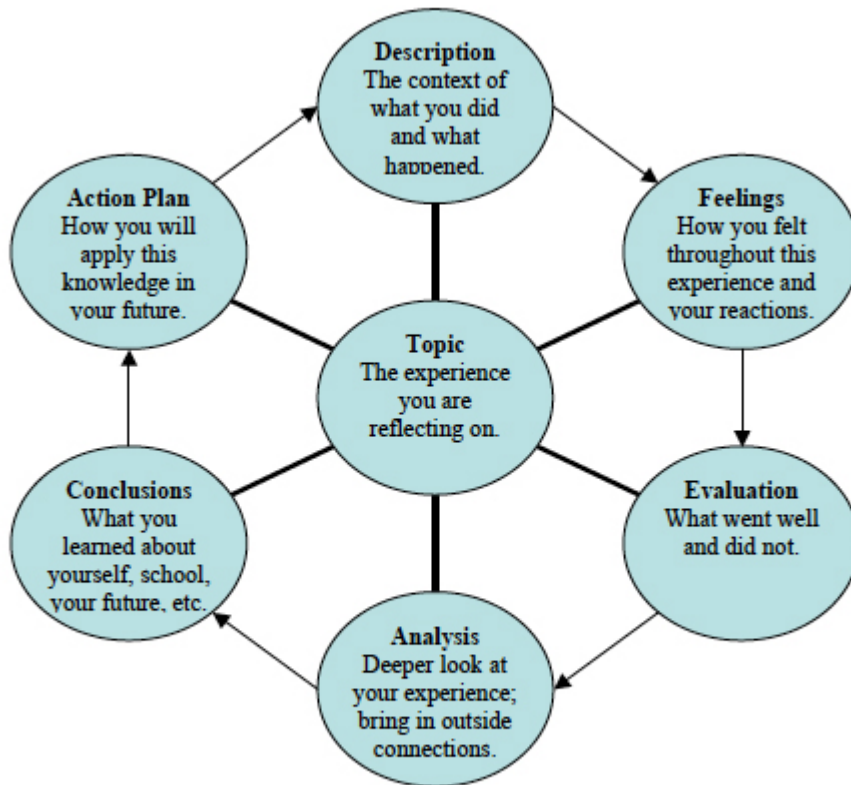 Description
The context of
what you did
and what
happened.
Feelings
How you felt
throughout this
experience and
your reactions.
Evaluation
What went well
and did not.
Analysis
Deeper look at
your experience;
bring in outside
connections.
Conclusions
What you
learned about
yourself, school,
your future, etc.
Action Plan
How you will
apply this
knowledge in
your future.
Topic
The experience
you are
reflecting on.